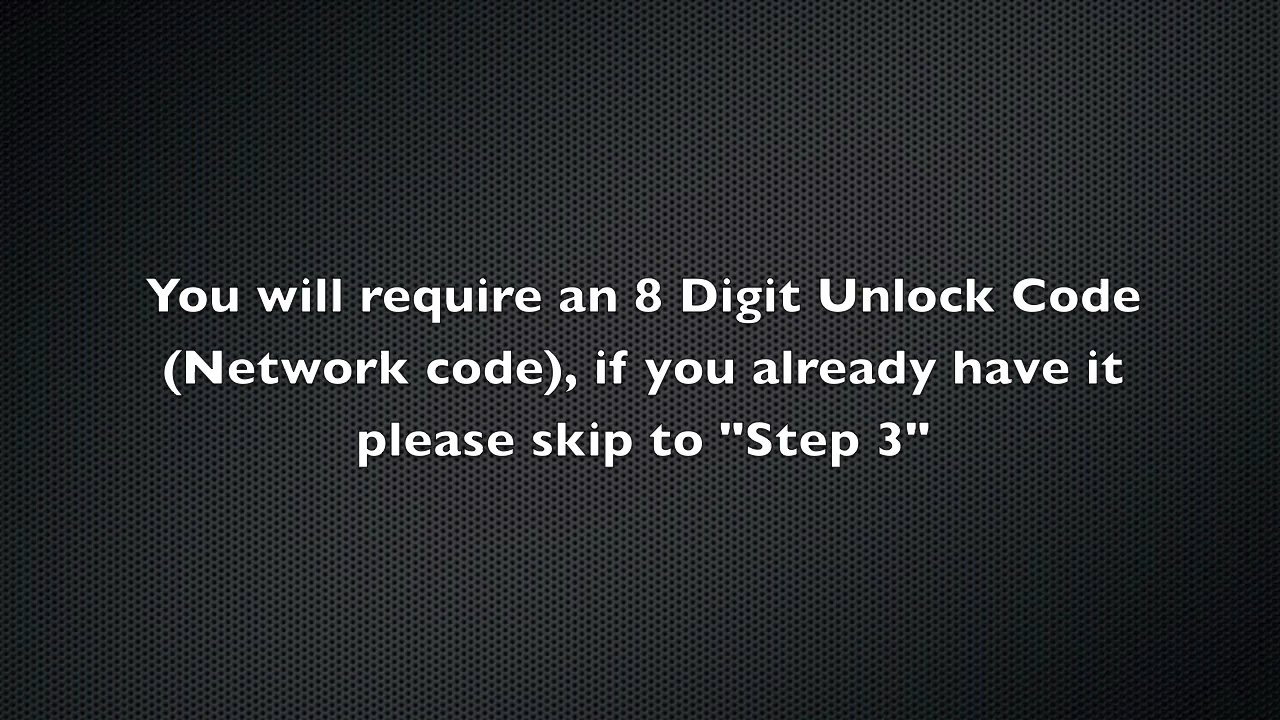 You will require an 8 Digit Unlock Code
(Network code), if you already have it
please skip to "Step 3"